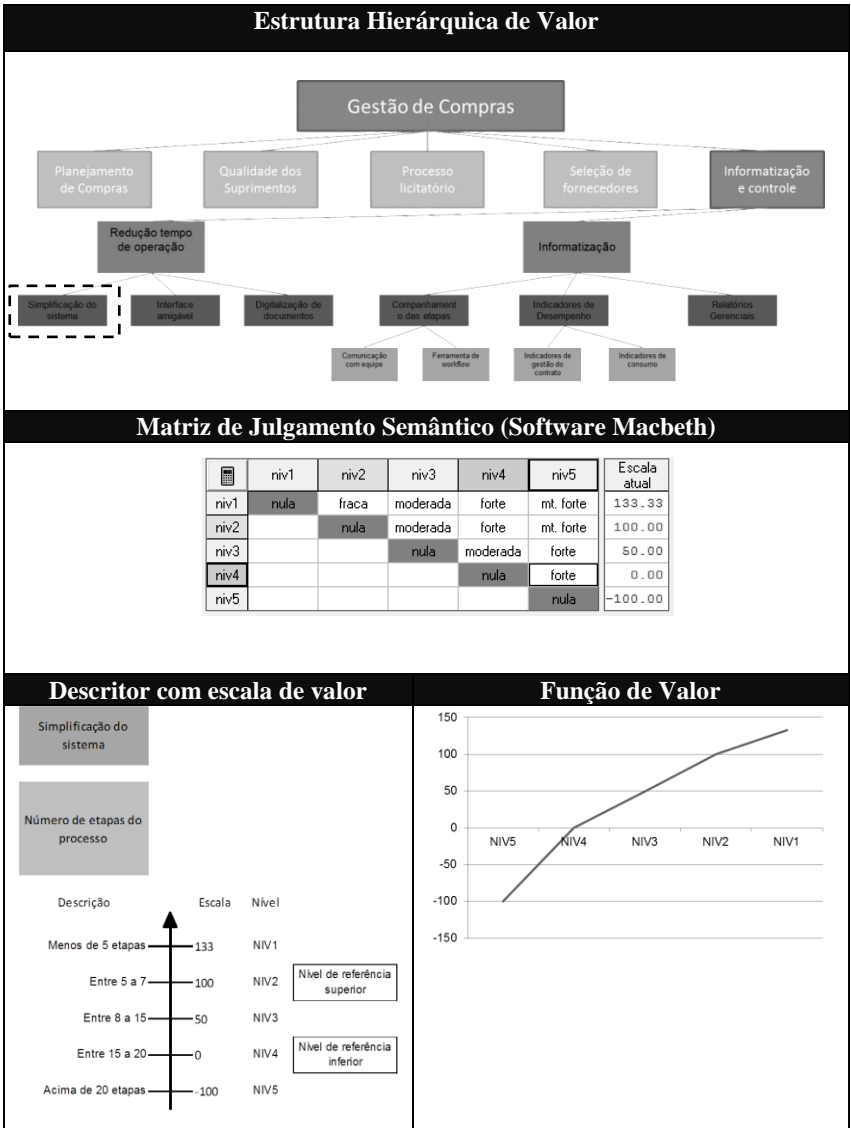 Estrutura Hierárquica de Valor
Gestão de Compras
Planejamento
de Compras
Qualidade dos
Suprimentos
Processo
licitatório
Seleção de
fornecedores
Informatização
e controle
Redução tempo
de operação
Informatização
Simplificação do
sistema
Interface
amigável
Digitalização de
documentos
Companhament
o das etapas
Indicadores de
Desempenho
Relatórios
Gerenciais
Comunicação
com equipe
Ferramenta de
workflow
Indicadores de
gestão do
contrato
Indicadores de
consumo
Matriz de Julgamento Semântico (Software Macbeth)
niv1 niv2 niv3 niv4 niv5 Escala
atual
niv1 nula fraca moderada forte mt. forte 133.33
niv2 nula moderada forte mt. forte 100.00
niv3 nula moderada forte 50.00
niv4 nula forte 0.00
niv5 nula -100.00
Descritor com escala de valor
Simplificação do
sistema
Número de etapas do
processo
Descrição Escala Nível
Menos de 5 etapas 133 NIV1
Entre 5 a 7 100 NIV2 Nível de referência
superior
Entre 8 a 15 50 NIV3
Entre 15 a 20 0 NIV4 Nível de referência
inferior
Acima de 20 etapas -100 NIV5
Função de Valor
150
100
50
0
NIV5 NIV4 NIV3 NIV2 NIV1
-50
-100
-150